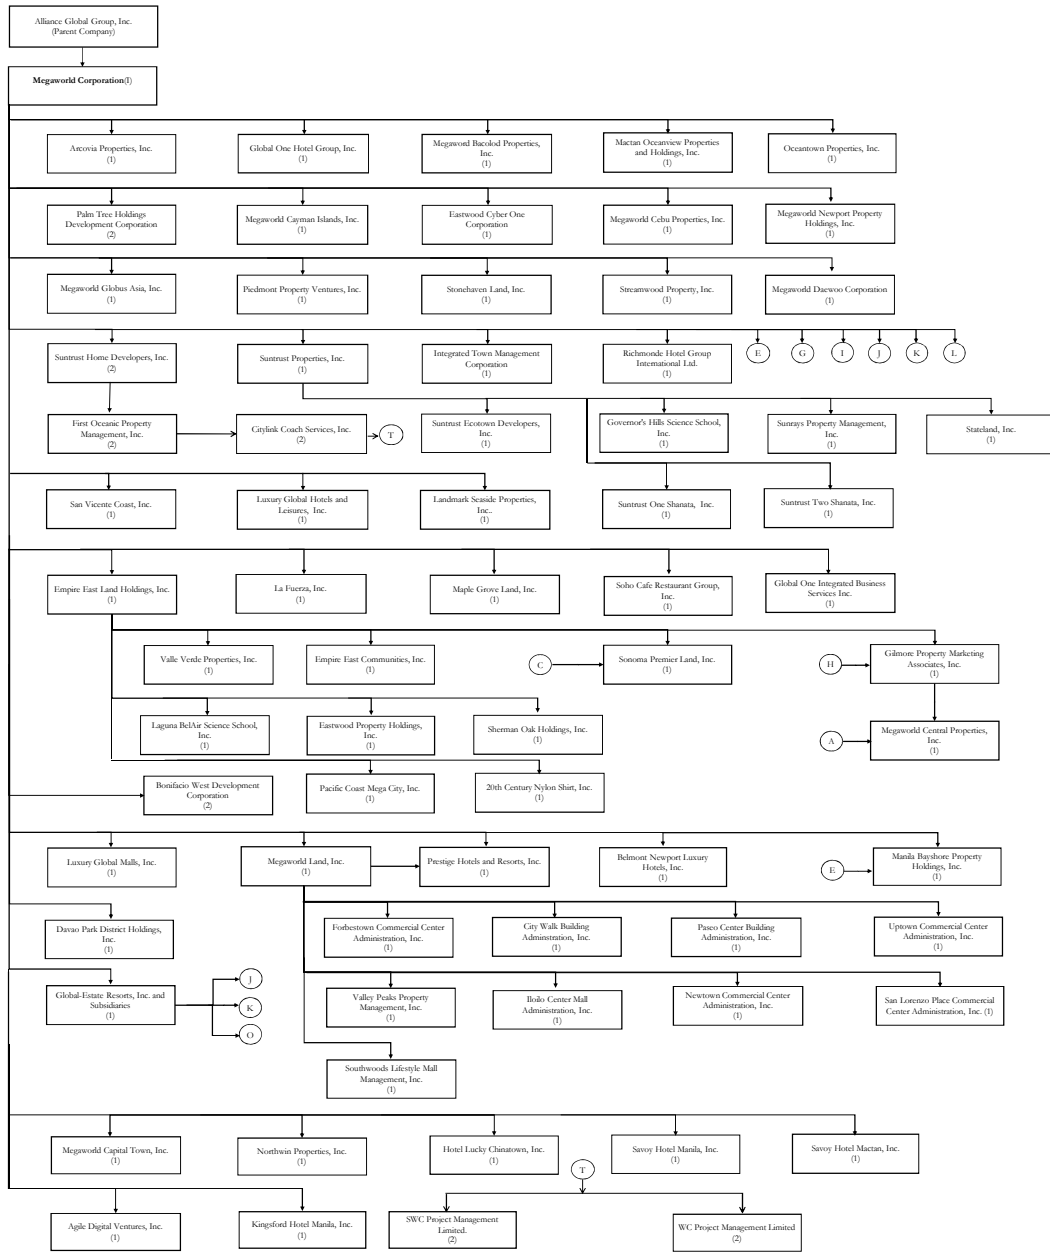 Alliance Global Group, Inc.
(Parent Company)
Megaworld Corporation(1)
Arcovia Properties, Inc.
(1)
Global One Hotel Group, Inc.
(1)
Megaword Bacolod Properties,
Inc.
(1)
Mactan Oceanview Properties
and Holdings, Inc.
(1)
Oceantown Properties, Inc.
(1)
Palm Tree Holdings
Development Corporation
(2)
Megaworld Cayman Islands, Inc.
(1)
Eastwood Cyber One
Corporation
(1)
Megaworld Cebu Properties, Inc.
(1)
Megaworld Newport Property
Holdings, Inc.
(1)
Megaworld Globus Asia, Inc.
(1)
Piedmont Property Ventures, Inc.
(1)
Stonehaven Land, Inc.
(1)
Streamwood Property, Inc.
(1)
Megaworld Daewoo Corporation
(1)
Suntrust Home Developers, Inc.
(2)
Suntrust Properties, Inc.
(1)
Integrated Town Management
Corporation
(1)
Richmonde Hotel Group
International Ltd.
(1)
E
G
I
J
K
L
First Oceanic Property
Management, Inc.
(2)
Citylink Coach Services, Inc.
(2)
T
Suntrust Ecotown Developers,
Inc.
(1)
Governor's Hills Science School,
Inc.
(1)
Sunrays Property Management,
Inc.
(1)
Stateland, Inc.
(1)
San Vicente Coast, Inc.
(1)
Luxury Global Hotels and
Leisures, Inc.
(1)
Landmark Seaside Properties,
Inc..
(1)
Suntrust One Shanata, Inc.
(1)
Suntrust Two Shanata, Inc.
(1)
Empire East Land Holdings, Inc.
(1)
La Fuerza, Inc.
(1)
Maple Grove Land, Inc.
(1)
Soho Cafe Restaurant Group,
Inc.
(1)
Global One Integrated Business
Services Inc.
(1)
Valle Verde Properties, Inc.
(1)
Empire East Communities, Inc.
(1)
C
Sonoma Premier Land, Inc.
(1)
H
Gilmore Property Marketing
Associates, Inc.
(1)
Laguna BelAir Science School,
Inc.
(1)
Eastwood Property Holdings,
Inc.
(1)
Sherman Oak Holdings, Inc.
(1)
A
Megaworld Central Properties,
Inc.
(1)
Bonifacio West Development
Corporation
(2)
Pacific Coast Mega City, Inc.
(1)
20th Century Nylon Shirt, Inc.
(1)
Luxury Global Malls, Inc.
(1)
Megaworld Land, Inc.
(1)
Prestige Hotels and Resorts, Inc.
(1)
Belmont Newport Luxury
Hotels, Inc.
(1)
E
Manila Bayshore Property
Holdings, Inc.
(1)
Davao Park District Holdings,
Inc.
(1)
Forbestown Commercial Center
Administration, Inc.
(1)
City Walk Building
Adminstration, Inc.
(1)
Paseo Center Building
Administration, Inc.
(1)
Uptown Commercial Center
Administration, Inc.
(1)
Global-Estate Resorts, Inc. and
Subsidiaries
(1)
J
K
O
Valley Peaks Property
Management, Inc.
(1)
Iloilo Center Mall
Administration, Inc.
(1)
Newtown Commercial Center
Administration, Inc.
(1)
San Lorenzo Place Commercial
Center Administration, Inc. (1)
Southwoods Lifestyle Mall
Management, Inc.
(1)
Megaworld Capital Town, Inc.
(1)
Northwin Properties, Inc.
(1)
Hotel Lucky Chinatown, Inc.
(1)
Savoy Hotel Manila, Inc.
(1)
Savoy Hotel Mactan, Inc.
(1)
T
Agile Digital Ventures, Inc.
(1)
Kingsford Hotel Manila, Inc.
(1)
SWC Project Management
Limited.
(2)
WC Project Management Limited
(2)